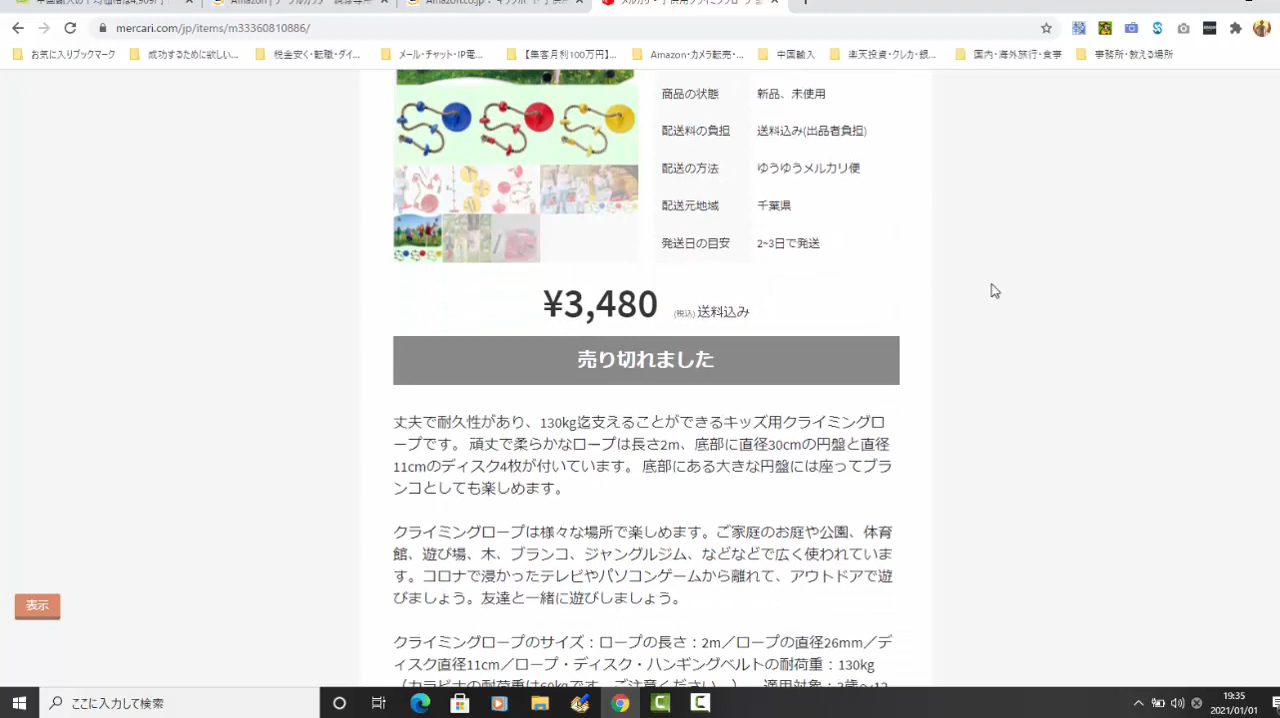 mercari.com/jp/items/m33360810886/
お気に入りブックマーク 成功するために欲しい... 税金安く・転職・ダイ... メール・チャット・IP電... 【集客月利100万円】... Amazon・カメラ転売・... 中国輸入 楽天投資・クレカ・銀... 国内・海外旅行・食事 事務所・教える場所
商品の状態 新品、未使用
配送料の負担 送料込み(出品者負担)
配送の方法 ゆうゆうメルカリ便
配送元地域 千葉県
発送日の目安 2~3日で発送
¥3,480 (税込) 送料込み
売り切れました
丈夫で耐久性があり、130kg迄支えることができるキッズ用クライミングロ
ープです。 頑丈で柔らかなロープは長さ2m、底部に直径30cmの円盤と直径
11cmのディスク4枚が付いています。 底部にある大きな円盤には座ってブラ
ンコとしても楽しめます。
クライミングロープは様々な場所で楽しめます。ご家庭のお庭や公園、体育
館、遊び場、木、ブランコ、ジャングルジム、などなどで広く使われていま
す。コロナで浸かったテレビやパソコンゲームから離れて、アウトドアで遊
びましょう。友達と一緒に遊びしましょう。
表示
クライミングロープのサイズ：ロープの長さ：2m／ロープの直径26mm／デ
ィスク直径11cm／ロープ・ディスク・ハンギングベルトの耐荷重：130kg
ここに入力して検索
19:35
2021/01/01